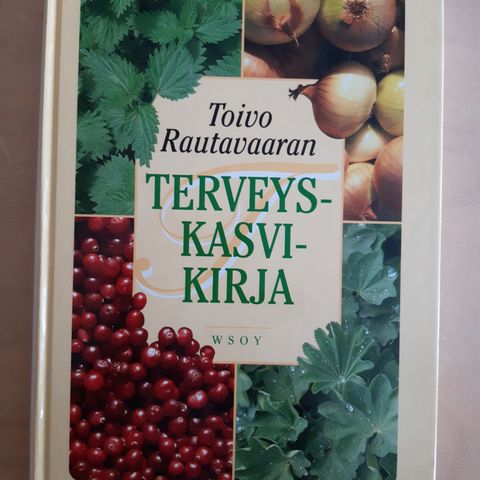 Toivo
Rautavaaran
TERVEYS-
KASVI-
KIRJA
WSOY